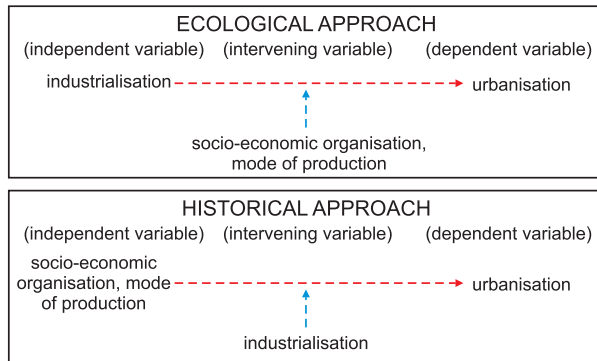 ECOLOGICAL APPROACH
(independent variable) (intervening variable) (dependent variable)
industrialisation urbanisation
socio-economic organisation,
mode of production
HISTORICAL APPROACH
(independent variable) (intervening variable) (dependent variable)
socio-economic
organisation, mode
of production
urbanisation
industrialisation